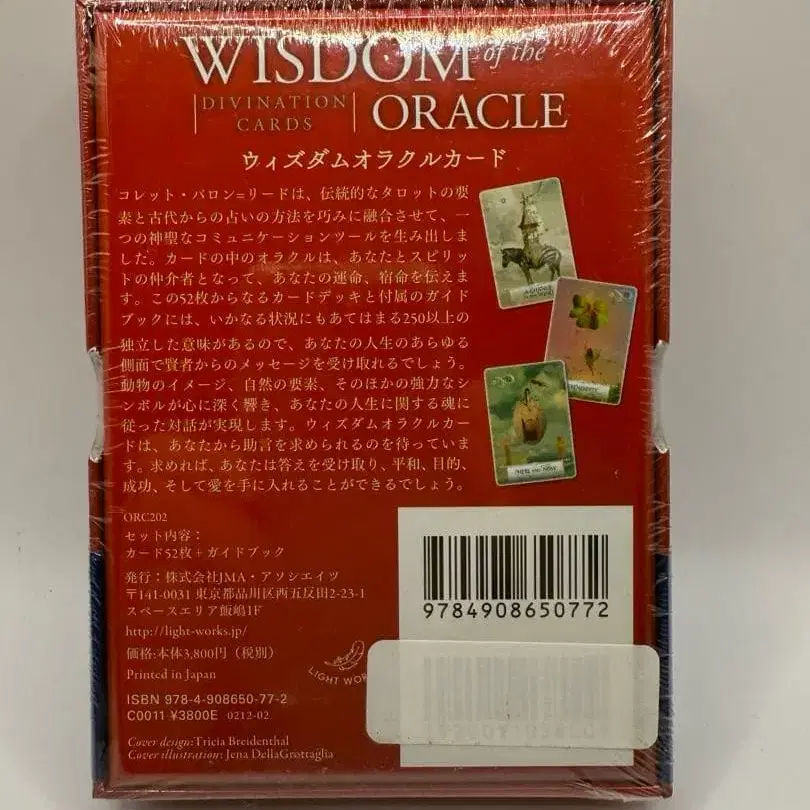 WISDOM of the
DIVINATION
CARDS
ORACLE
ウィズダムオラクルカード
コレット・バロン=リードは、伝統的なタロットの要
素と古代からの占いの方法を巧みに融合させて、一
つの神聖なコミュニケーションツールを生み出しま
した。カードの中のオラクルは、あなたとスピリッ
トの仲介者となって、あなたの運命、宿命を伝えま
す。この52枚からなるカードデッキと付属のガイド
ブックには、いかなる状況にもあてはまる250以上の
独立した意味があるので、あなたの人生のあらゆる
側面で賢者からのメッセージを受け取れるでしょう。
動物のイメージ、自然の要素、そのほかの強力なシ
ンボルが心に深く響き、あなたの人生に関する魂に
従った対話が実現します。ウィズダムオラクルカー
ドは、あなたから助言を求められるのを待っていま
す。求めれば、あなたは答えを受け取り、平和、目的、
成功、そして愛を手に入れることができるでしょう。
HERE AND NOW
ORC202
セット内容：
カード52枚+ガイドブック
発行：株式会社JMA・アソシエイツ
〒141-0031 東京都品川区西五反田2-23-1
スペースエリア飯嶋1F
http://light-works.jp/
価格:本体3,800円（税別）
Printed in Japan
LIGHT WOR
ISBN 978-4-908650-77-2
C0011 ¥3800E 0212-02
Cover design:Tricia Breidenthal
Cover illustration: Jena DellaGrottaglia
9784908650772